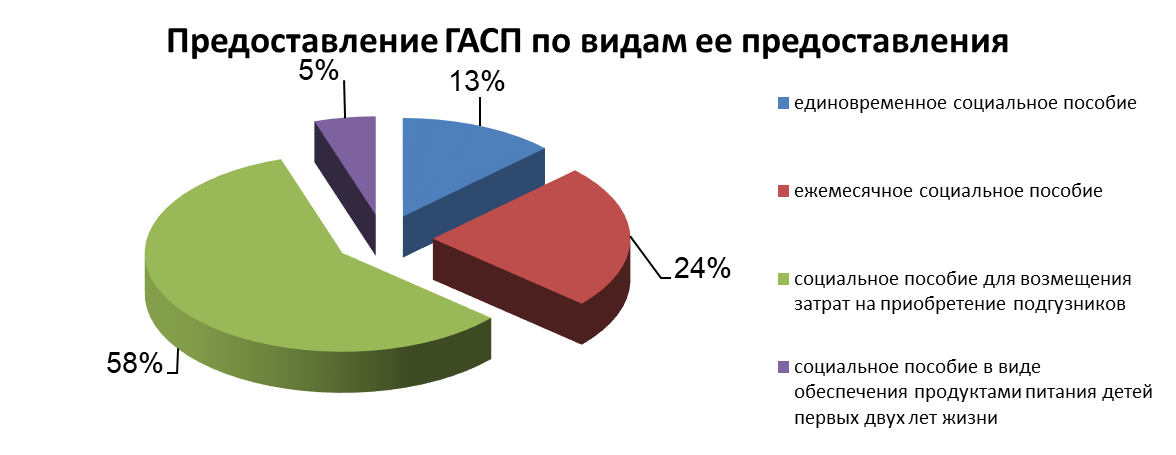 Предоставление ГАСП по видам ее предоставления
5%
13%
24%
58%
единовременное социальное пособие
ежемесячное социальное пособие
социальное пособие для возмещения
затрат на приобретение подгузников
социальное пособие в виде
обеспечения продуктами питания детей
первых двух лет жизни